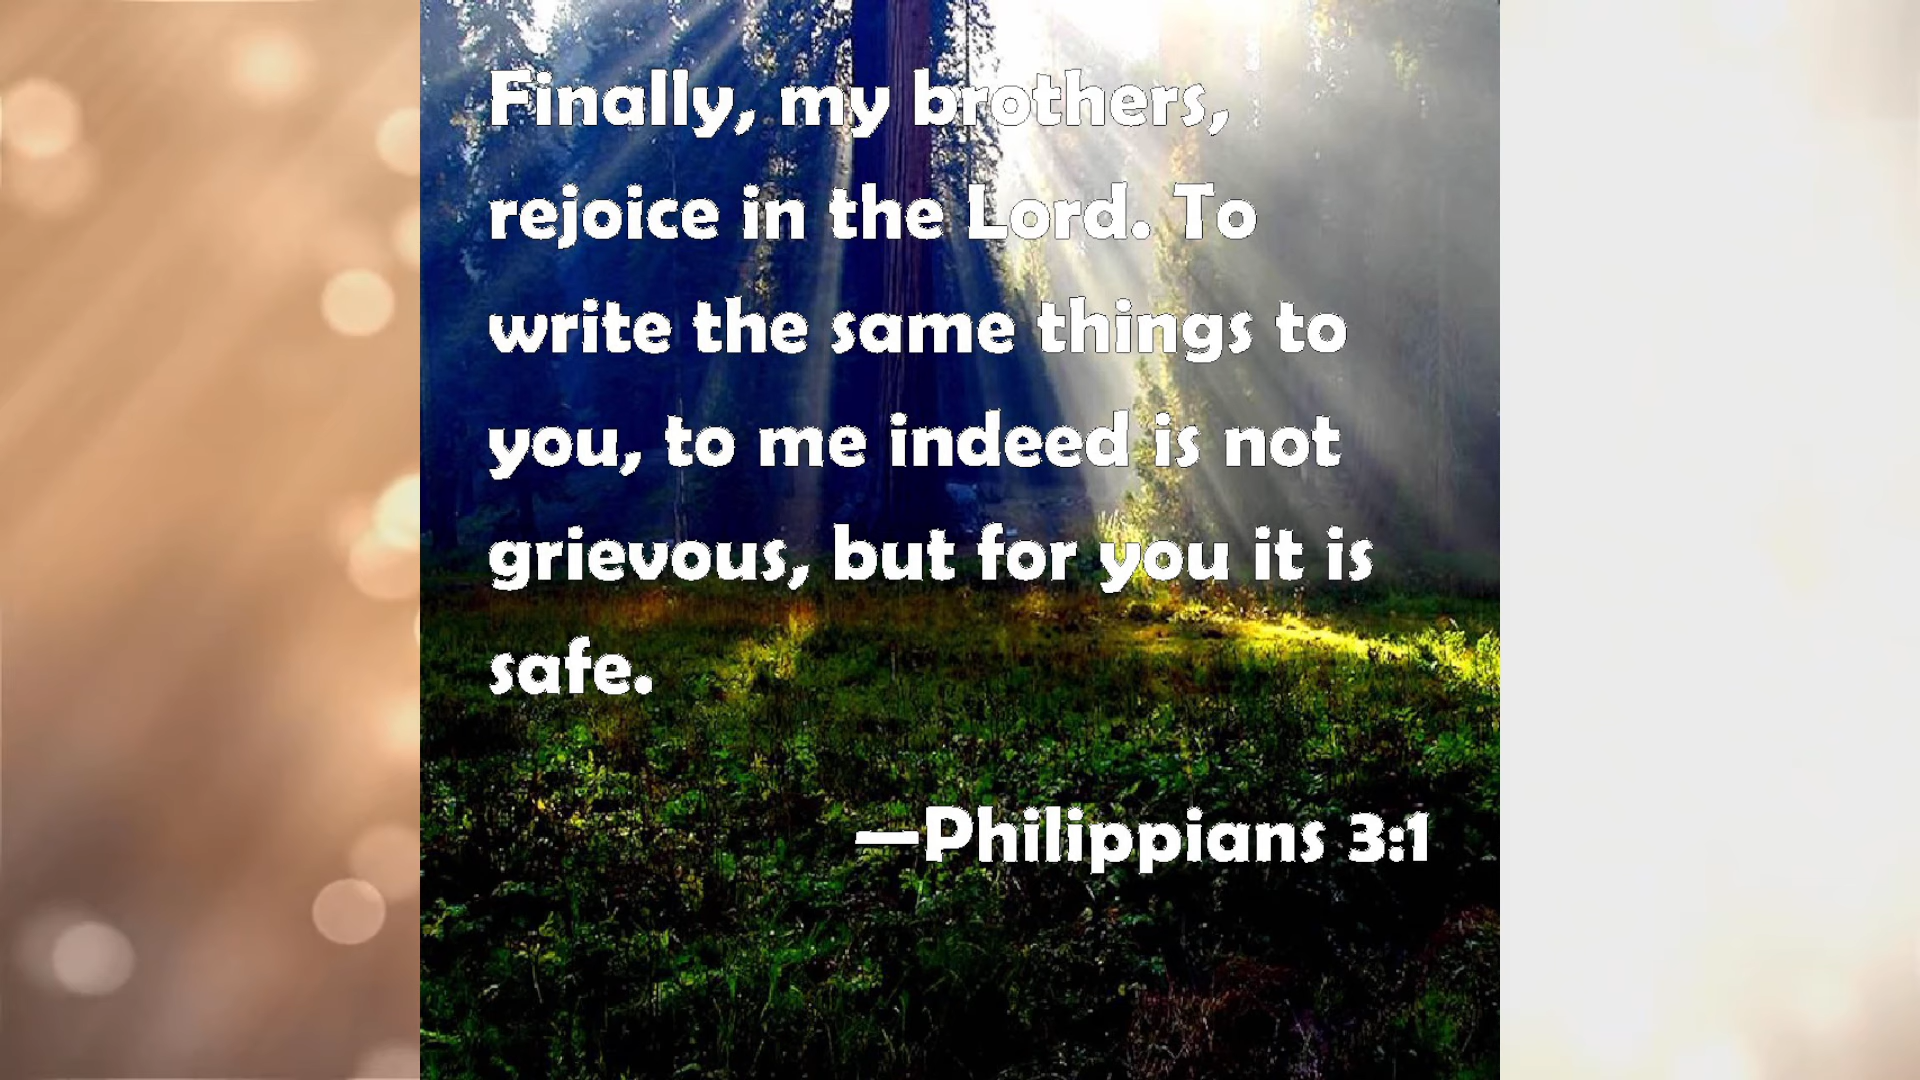 Finally, my brothers,
rejoice in the Lord. To
write the same things to
you, to me indeed is not
grievous, but for you it is
safe.
—Philippians 3:1